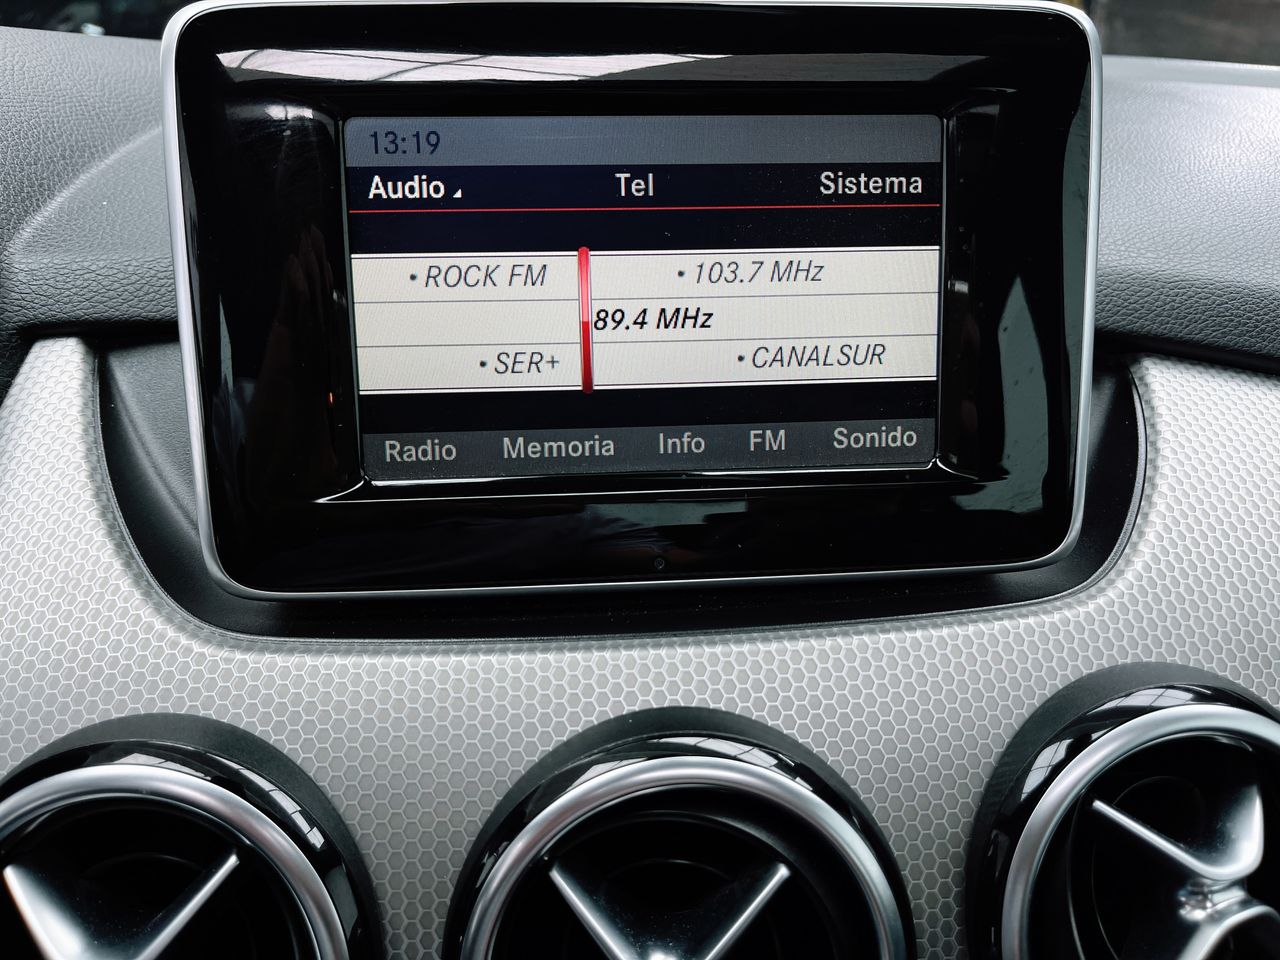 13:19
Audio Tel Sistema
• ROCK FM • 103.7 MHz
89.4 MHz
• SER+ • CANALSUR
Radio Memoria Info FM Sonido